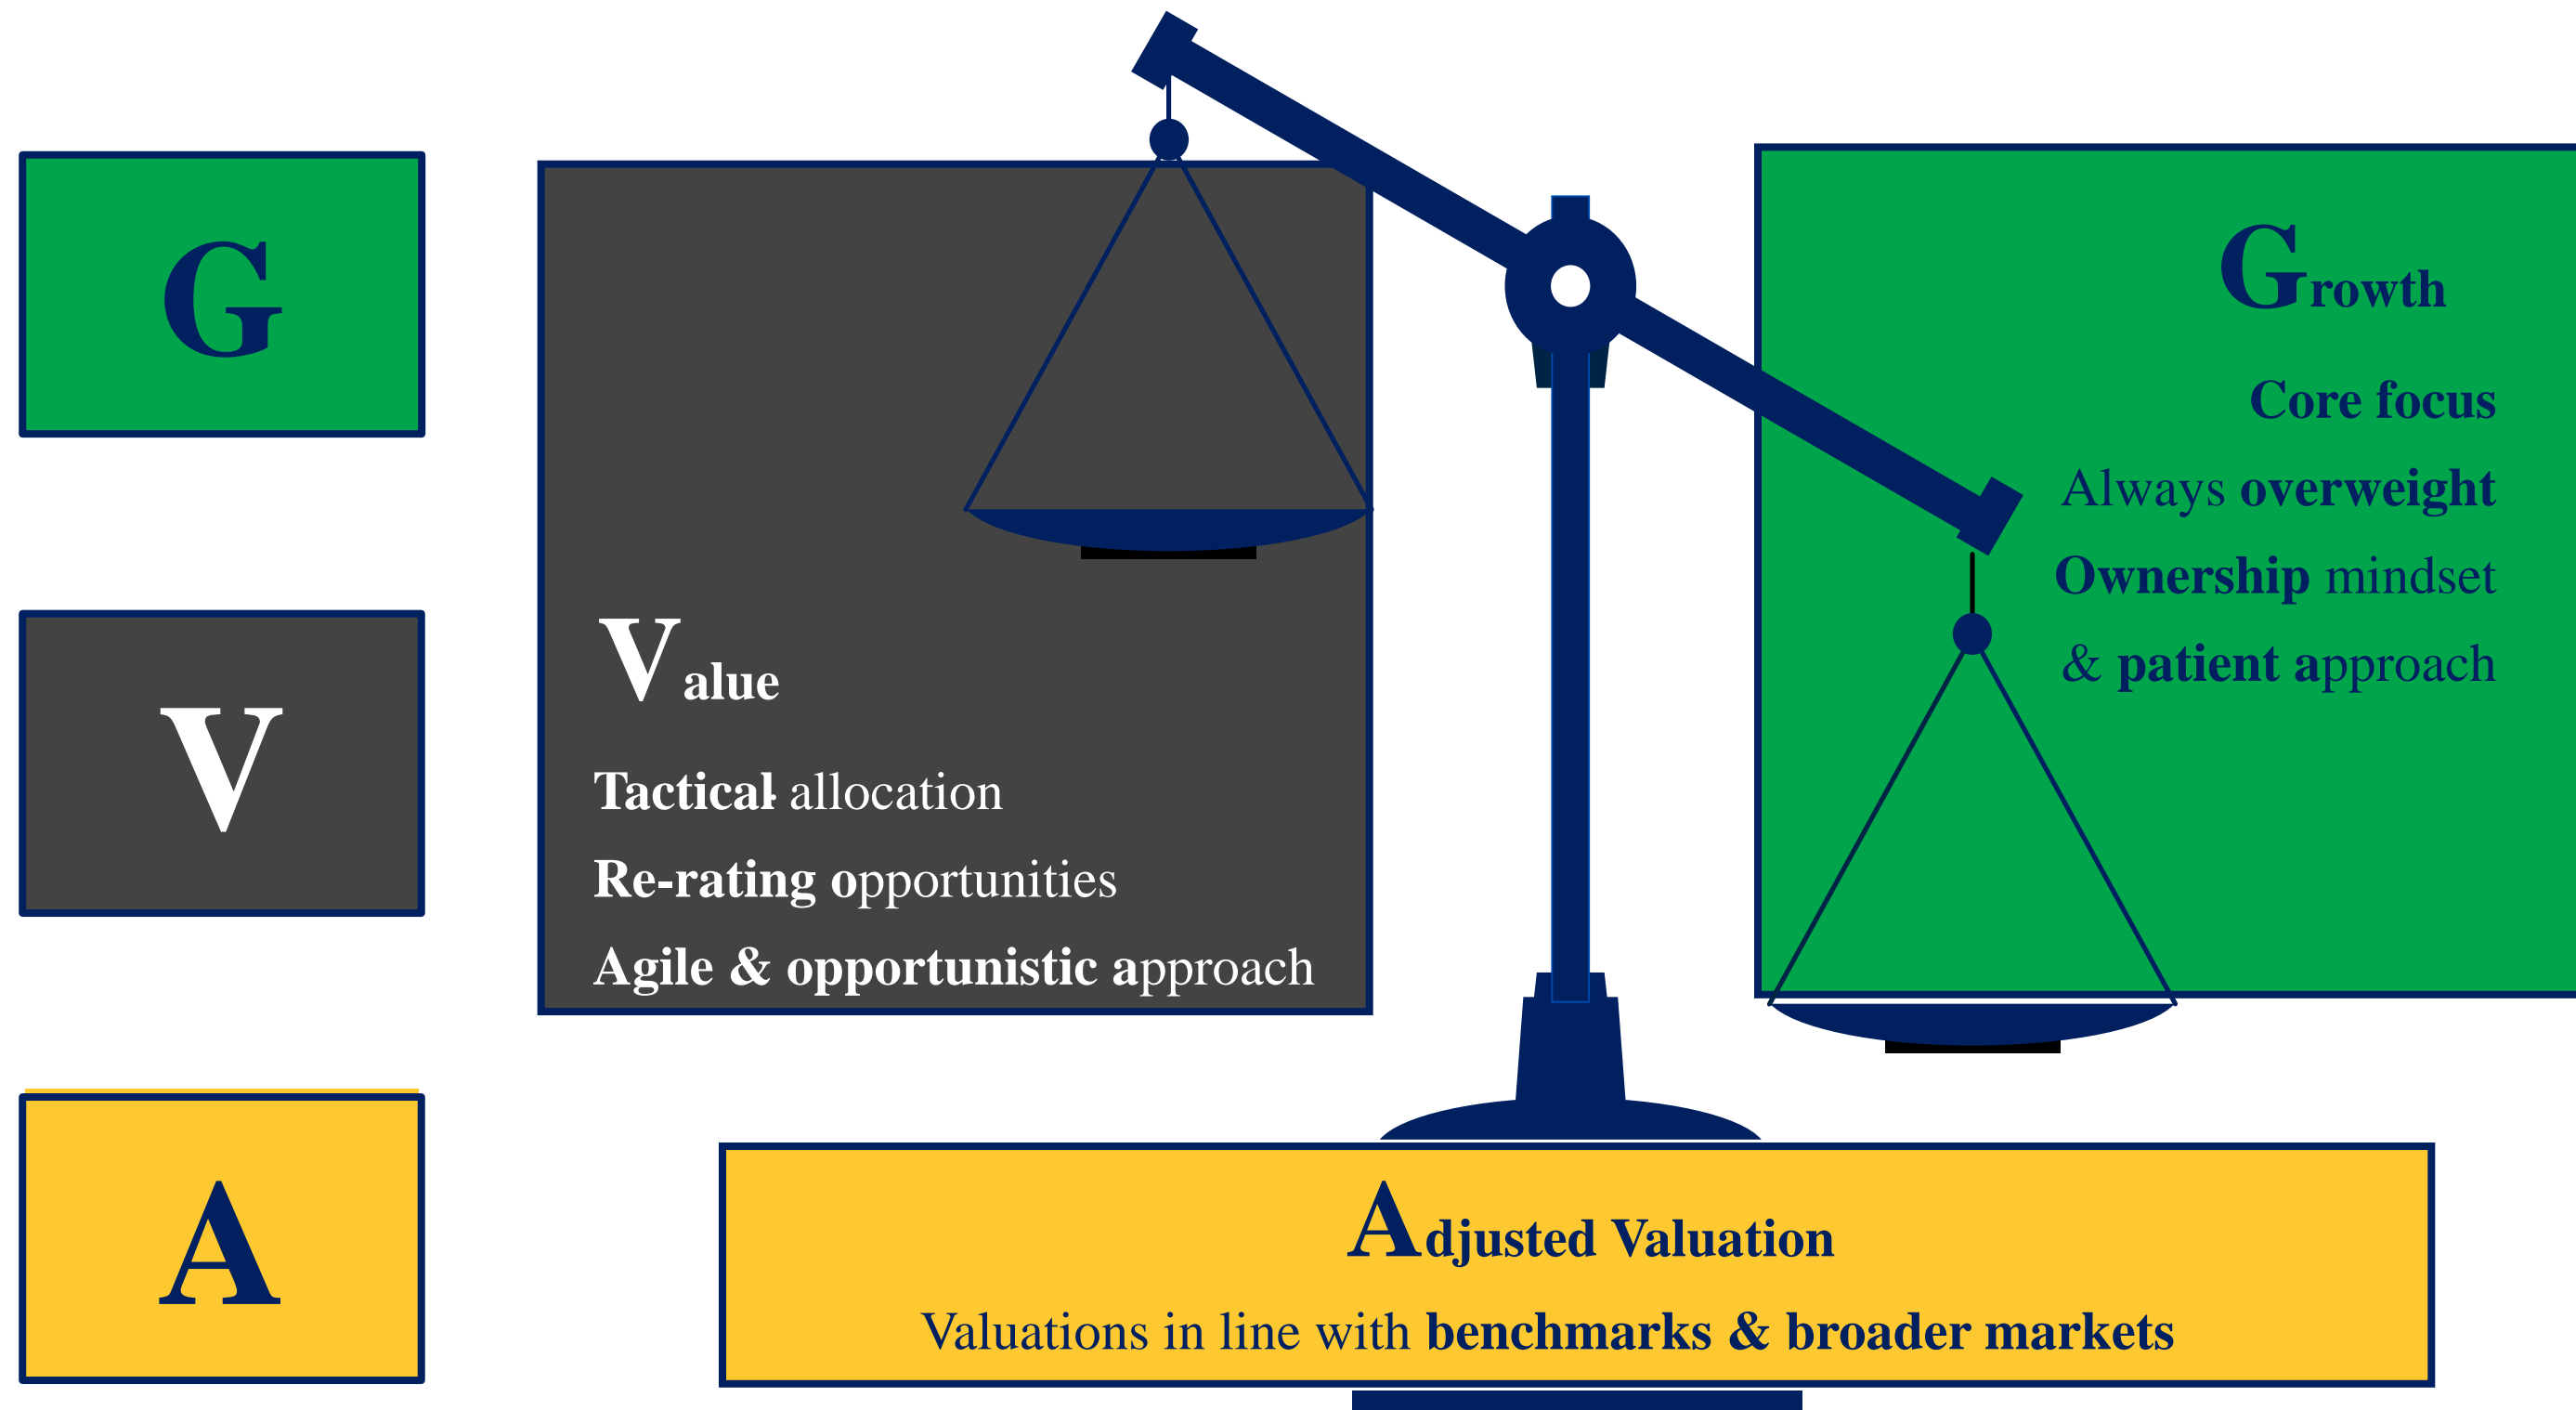 G
V
A
Value
Tactical allocation
Re-rating opportunities
Agile & opportunistic approach
Growth
Core focus
Always overweight
Ownership mindset
& patient approach
Adjusted Valuation
Valuations in line with benchmarks & broader markets